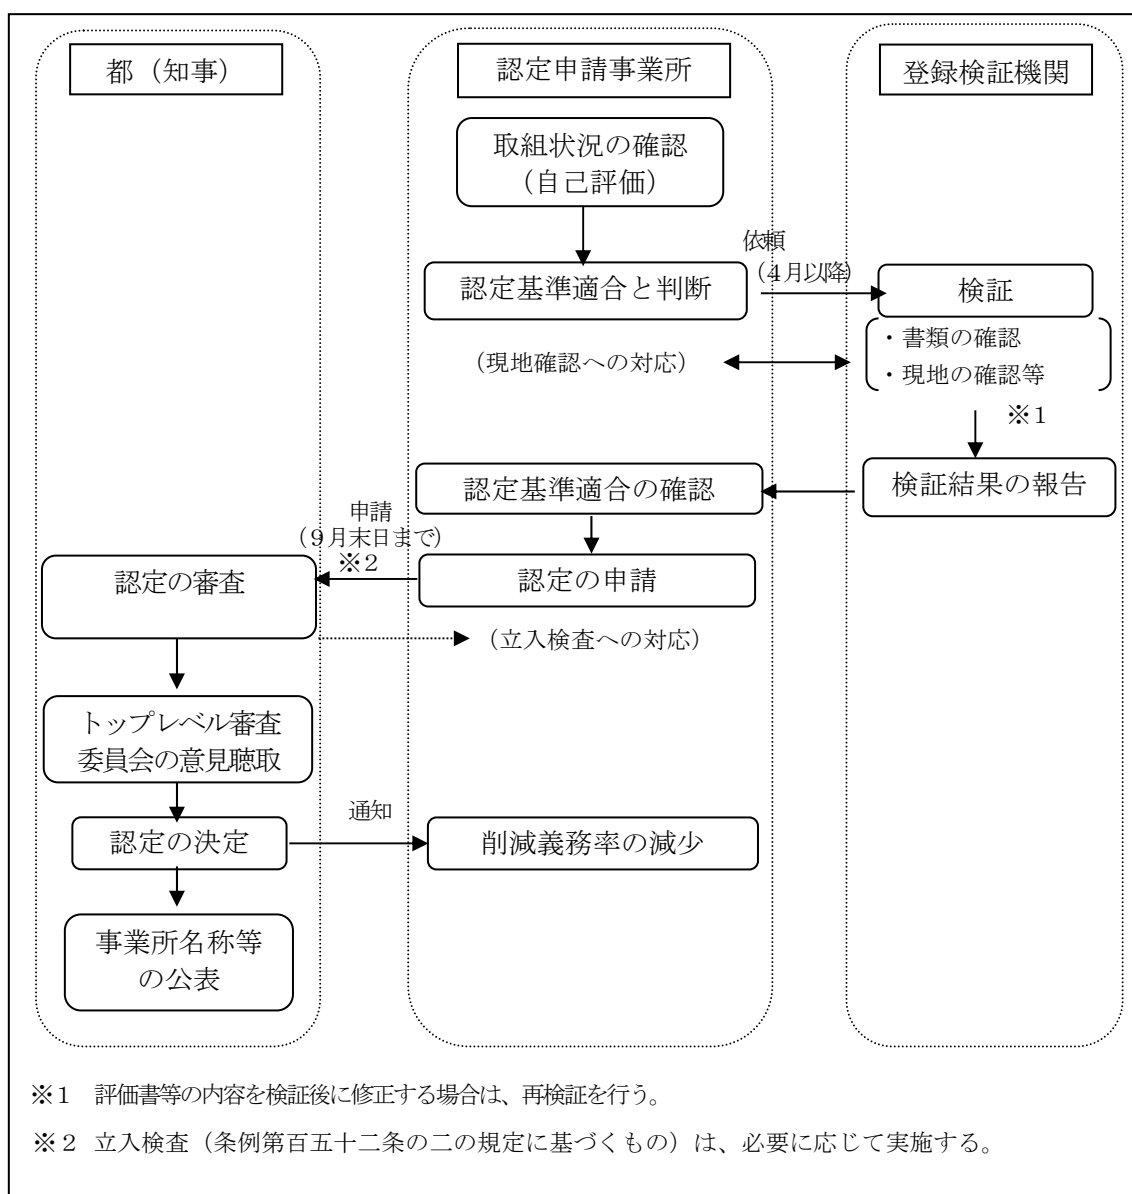 都（知事）
認定申請事業所
登録検証機関
取組状況の確認
（自己評価）
依頼
（４月以降）
認定基準適合と判断
検証
・書類の確認
・現地の確認等
（現地確認への対応）
※１
認定基準適合の確認
検証結果の報告
申請
（９月末日まで）
※２
認定の審査
認定の申請
（立入検査への対応）
トップレベル審査
委員会の意見聴取
通知
認定の決定
削減義務率の減少
事業所名称等
の公表
※１　評価書等の内容を検証後に修正する場合は、再検証を行う。
※２　立入検査（条例第百五十二条の二の規定に基づくもの）は、必要に応じて実施する。